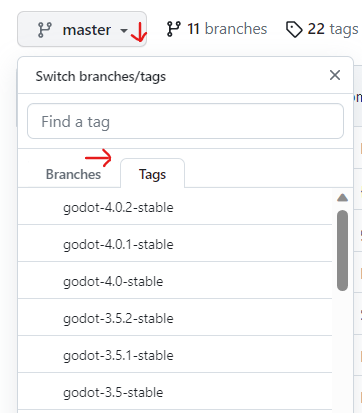 master 11 branches 22 tags
Switch branches/tags
Find a tag
Branches Tags
godot-4.0.2-stable
godot-4.0.1-stable
godot-4.0-stable
godot-3.5.2-stable
godot-3.5.1-stable
godot-3.5-stable